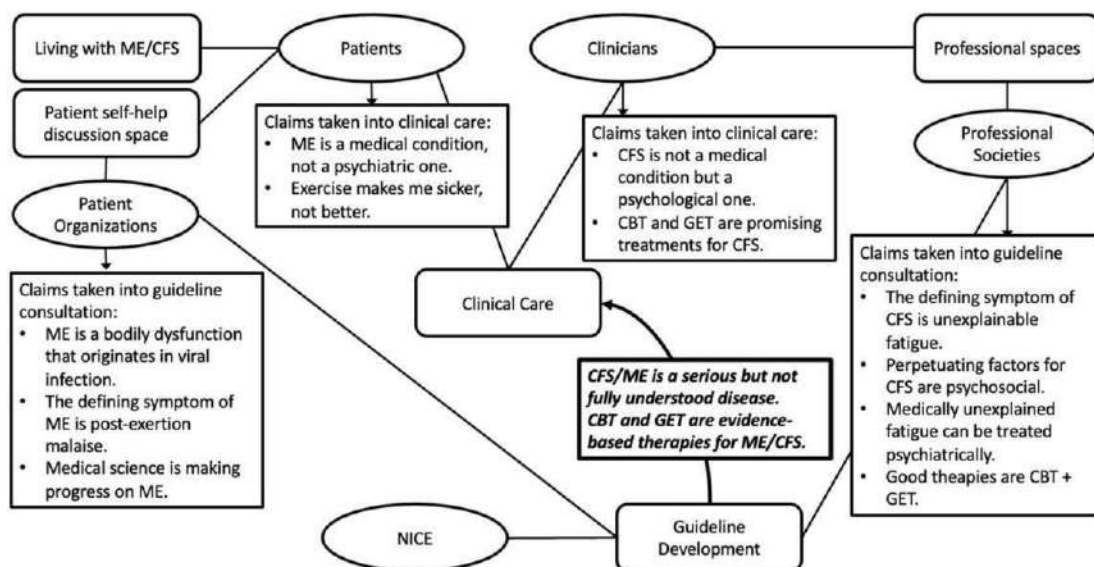 Living with ME/CFS
Patients
Clinicians
Professional spaces
Patient self-help
discussion space
Claims taken into clinical care:
• ME is a medical condition,
not a psychiatric one.
• Exercise makes me sicker,
not better.
Claims taken into clinical care:
• CFS is not a medical
condition but a
psychological one.
• CBT and GET are promising
treatments for CFS.
Professional
Societies
Patient
Organizations
Claims taken into guideline
consultation:
• ME is a bodily dysfunction
that originates in viral
infection.
• The defining symptom of
ME is post-exertion
malaise.
• Medical science is making
progress on ME.
Clinical Care
Claims taken into guideline
consultation:
• The defining symptom of
CFS is unexplainable
fatigue.
• Perpetuating factors for
CFS are psychosocial.
• Medically unexplained
fatigue can be treated
psychiatrically.
• Good theapies are CBT +
GET.
CFS/ME is a serious but not
fully understood disease.
CBT and GET are evidence-
based therapies for ME/CFS.
NICE
Guideline
Development